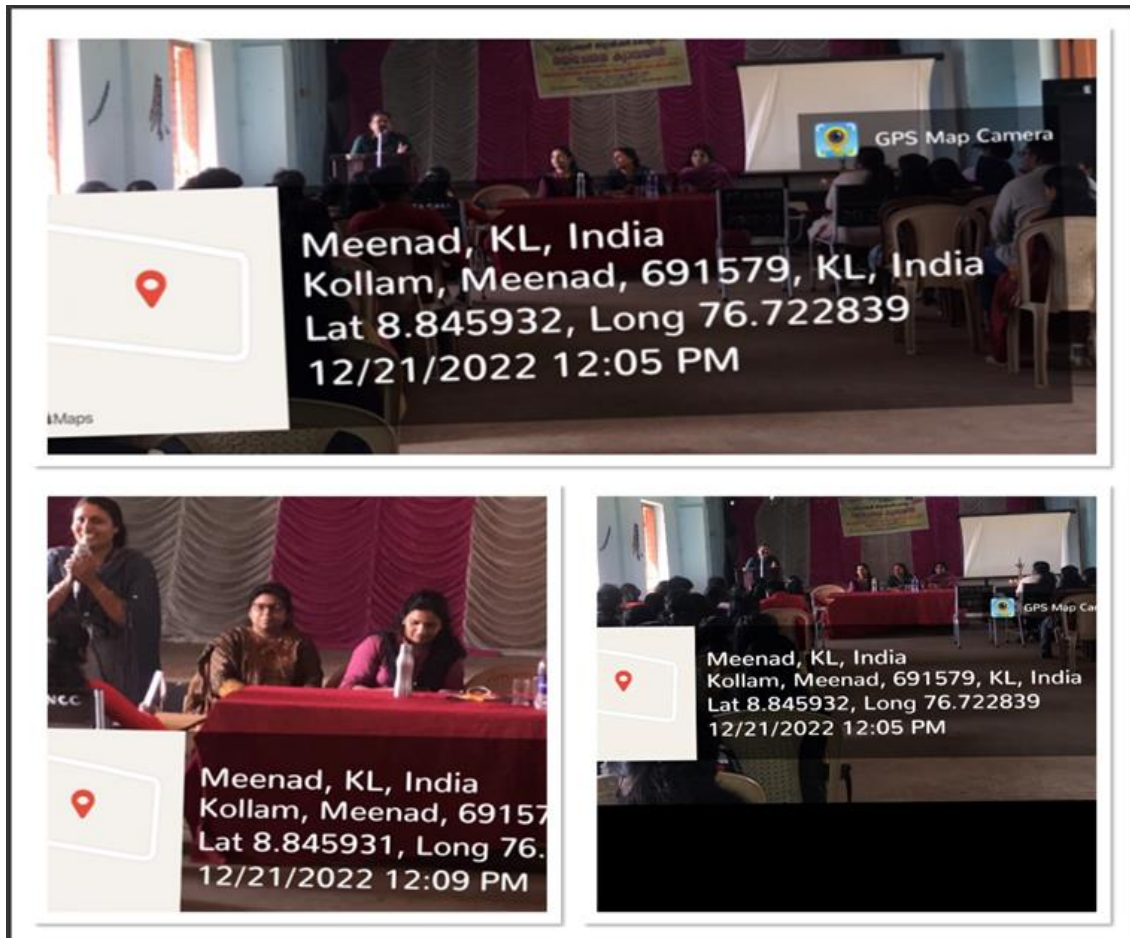 GPS Map Camera
Meenad, KL, India
Kollam, Meenad, 691579, KL, India
Lat 8.845932, Long 76.722839
12/21/2022 12:05 PM
Maps
NCC
Meenad, KL, India
Kollam, Meenad, 69157
Lat 8.845931, Long 76.
12/21/2022 12:09 PM
GPS Map Ca
Meenad, KL, India
Kollam, Meenad, 691579, KL, India
Lat 8.845932, Long 76.722839
12/21/2022 12:05 PM